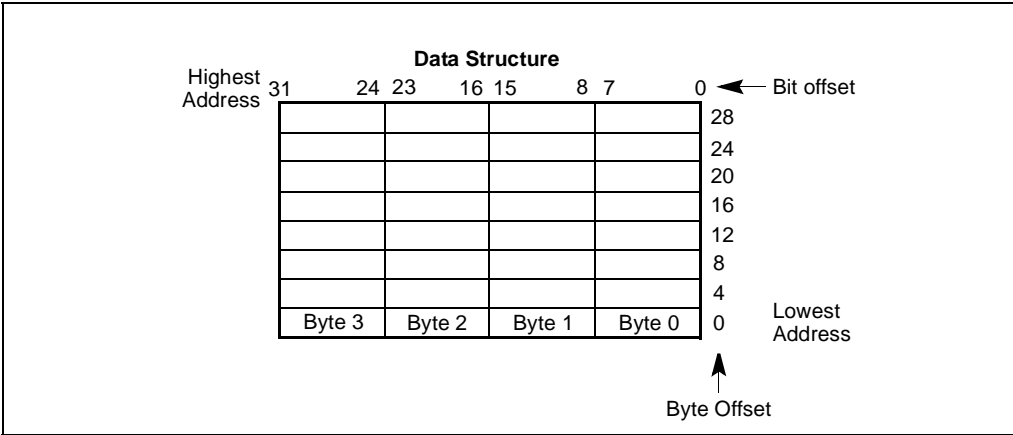 Data Structure
Highest
Address
31 24 23 16 15 8 7 0
Bit offset
28
24
20
16
12
8
4
Byte 3 Byte 2 Byte 1 Byte 0 0
Lowest
Address
Byte Offset